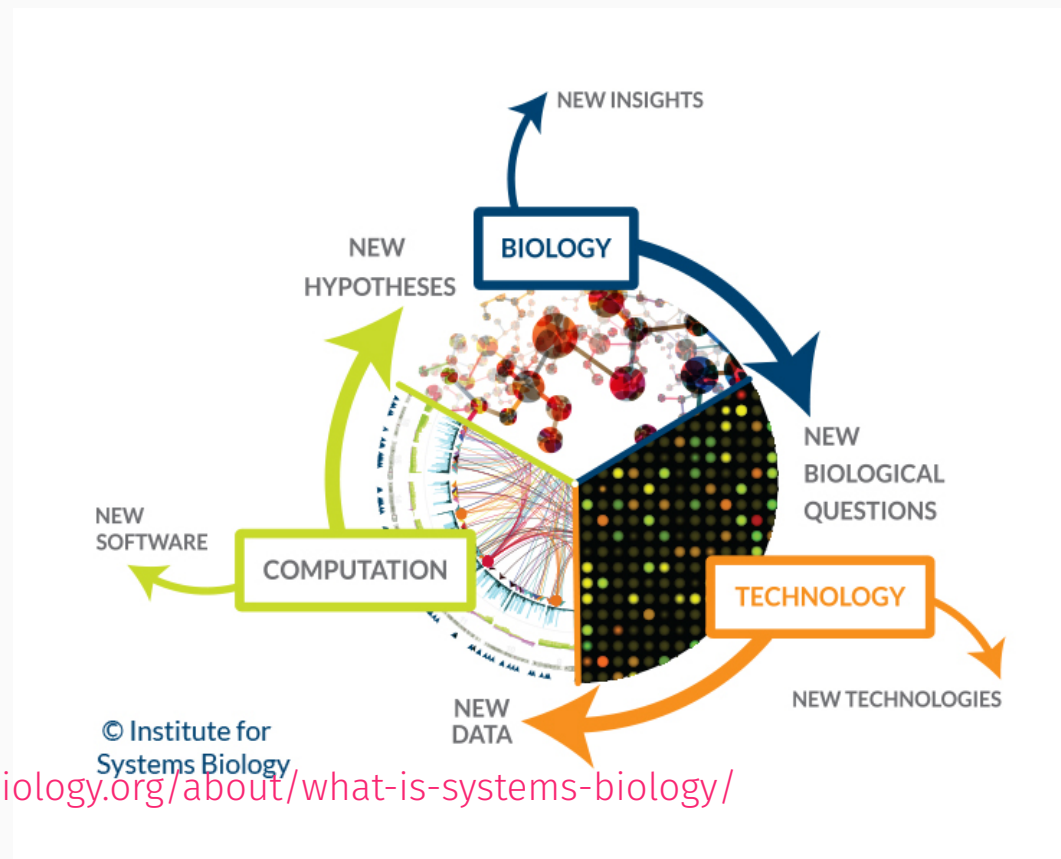 NEW INSIGHTS
BIOLOGY
NEW
HYPOTHESES
NEW
BIOLOGICAL
QUESTIONS
NEW
SOFTWARE
COMPUTATION
TECHNOLOGY
NEW TECHNOLOGIES
NEW
DATA
© Institute for
Systems Biology
iology.org/about/what-is-systems-biology/